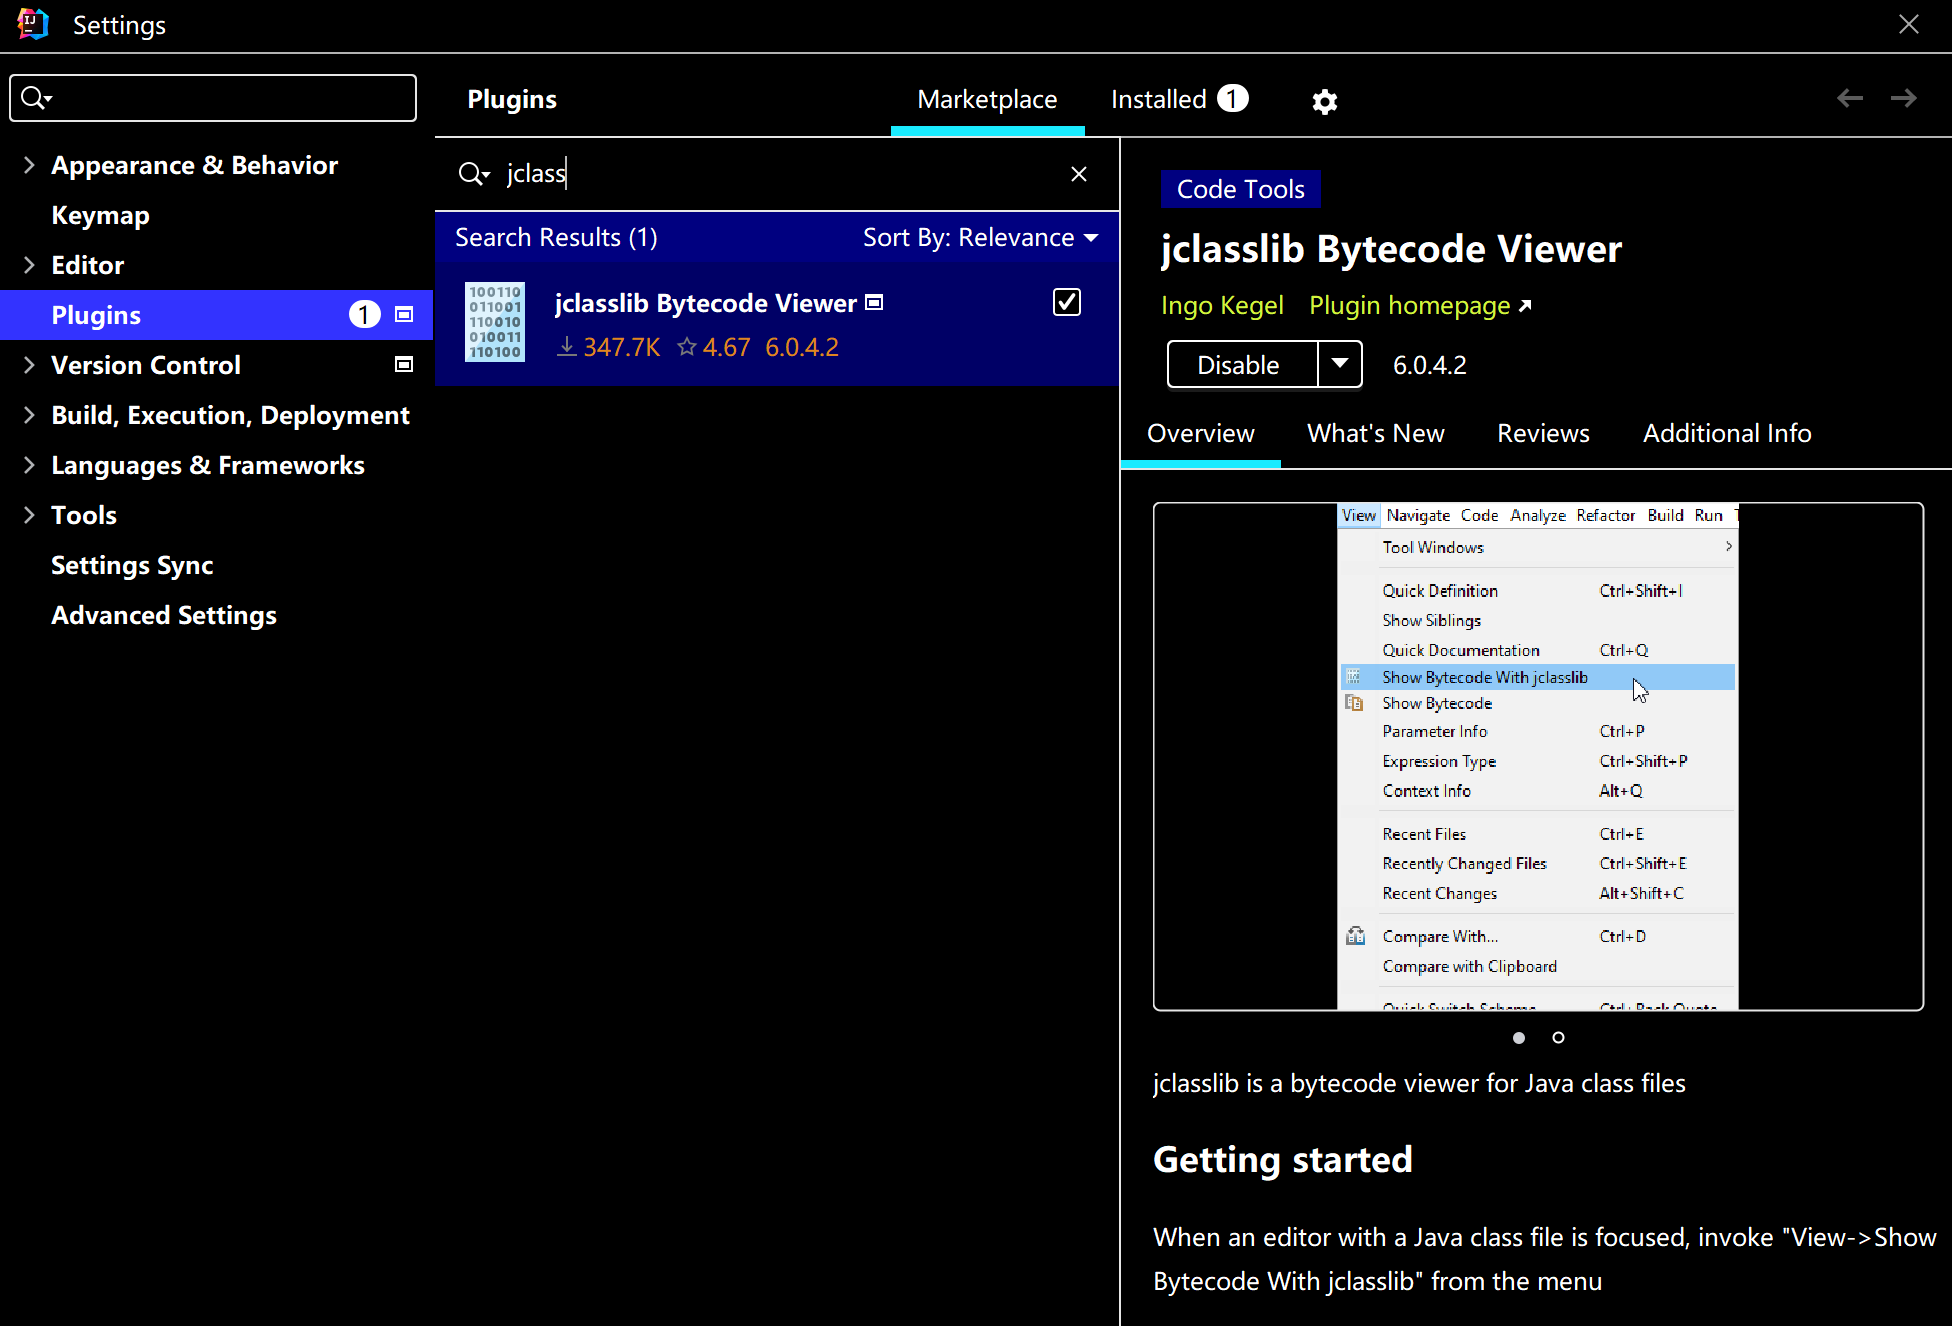 Settings
Plugins
Marketplace
Installed 1
Appearance & Behavior
Keymap
Editor
Plugins 1
Version Control
Build, Execution, Deployment
Languages & Frameworks
Tools
Settings Sync
Advanced Settings
jclass
Search Results (1)
Sort By: Relevance
100110
011001
110010
010011
110100
jclasslib Bytecode Viewer
347.7K 4.67 6.0.4.2
Code Tools
jclasslib Bytecode Viewer
Ingo Kegel Plugin homepage
Disable 6.0.4.2
Overview What's New Reviews Additional Info
View Navigate Code Analyze Refactor Build Run
Tool Windows
Quick Definition Ctrl+Shift+I
Show Siblings
Quick Documentation Ctrl+Q
Show Bytecode With jclasslib
Show Bytecode
Parameter Info Ctrl+P
Expression Type Ctrl+Shift+P
Context Info Alt+Q
Recent Files Ctrl+E
Recently Changed Files Ctrl+Shift+E
Recent Changes Alt+Shift+C
Compare With... Ctrl+D
Compare with Clipboard
Quick Switch Scheme... Ctrl+Back Quote
jclasslib is a bytecode viewer for Java class files
Getting started
When an editor with a Java class file is focused, invoke "View->Show
Bytecode With jclasslib" from the menu